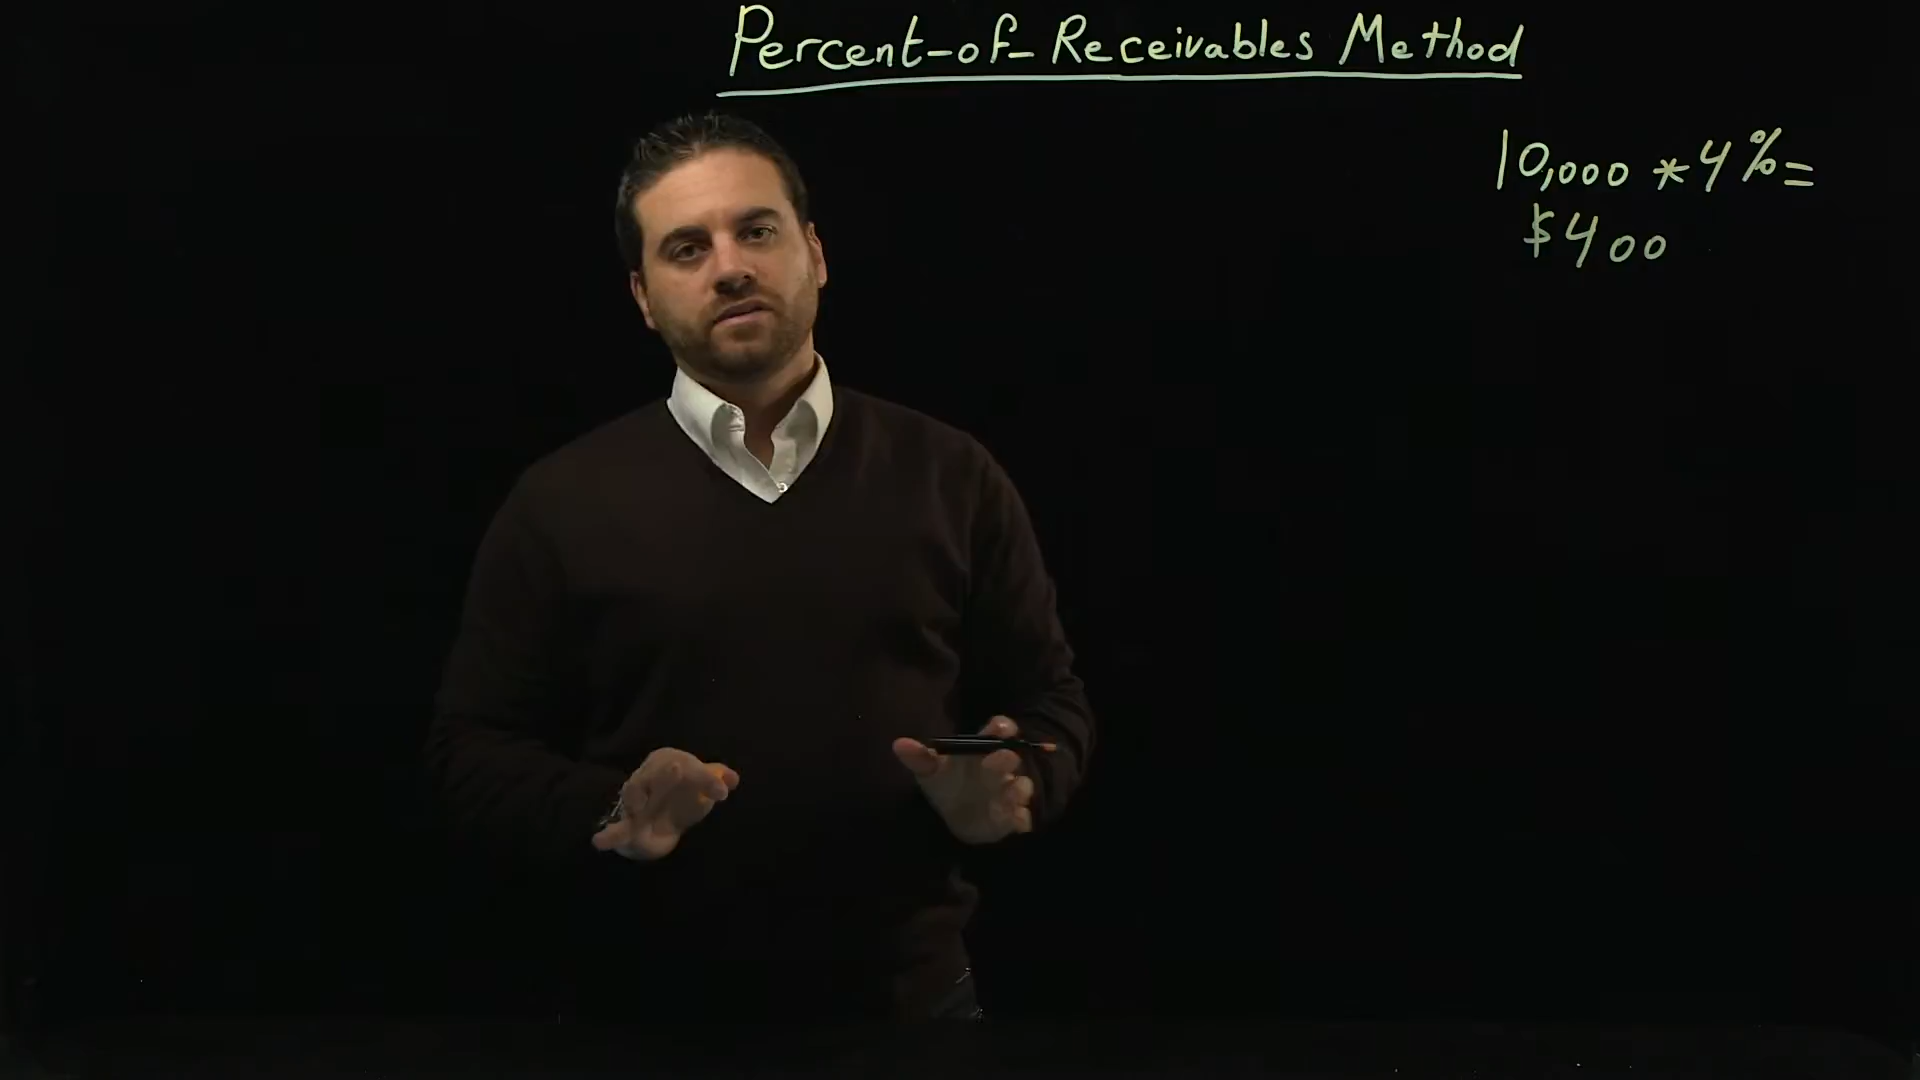 Percent-of-Receivables Method
10,000 * 4% =
$400